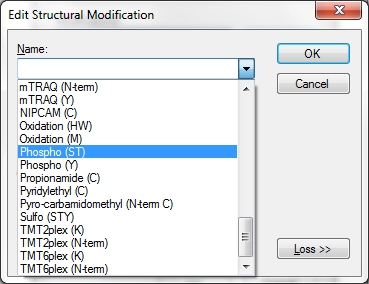 Edit Structural Modification
Name:
OK
Cancel
mTRAQ (N-term)
mTRAQ (Y)
NIPCAM (C)
Oxidation (HW)
Oxidation (M)
Phospho (ST)
Phospho (Y)
Propionamide (C)
Pyridylethyl (C)
Pyro-carbamidomethyl (N-term C)
Sulfo (STY)
TMT2plex (K)
TMT2plex (N-term)
TMT6plex (K)
TMT6plex (N-term)
Loss >>